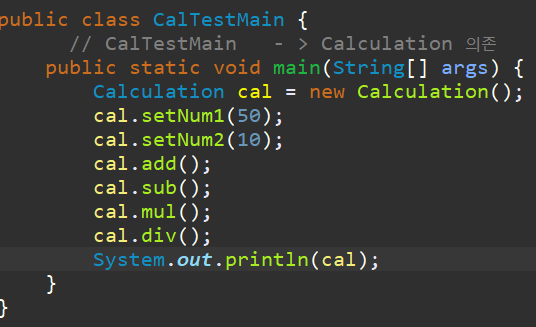 public class CalTestMain {
// CalTestMain   - > Calculation 의존
public static void main(String[] args) {
Calculation cal = new Calculation();
cal.setNum1(50);
cal.setNum2(10);
cal.add();
cal.sub();
cal.mul();
cal.div();
System.out.println(cal);
}
}